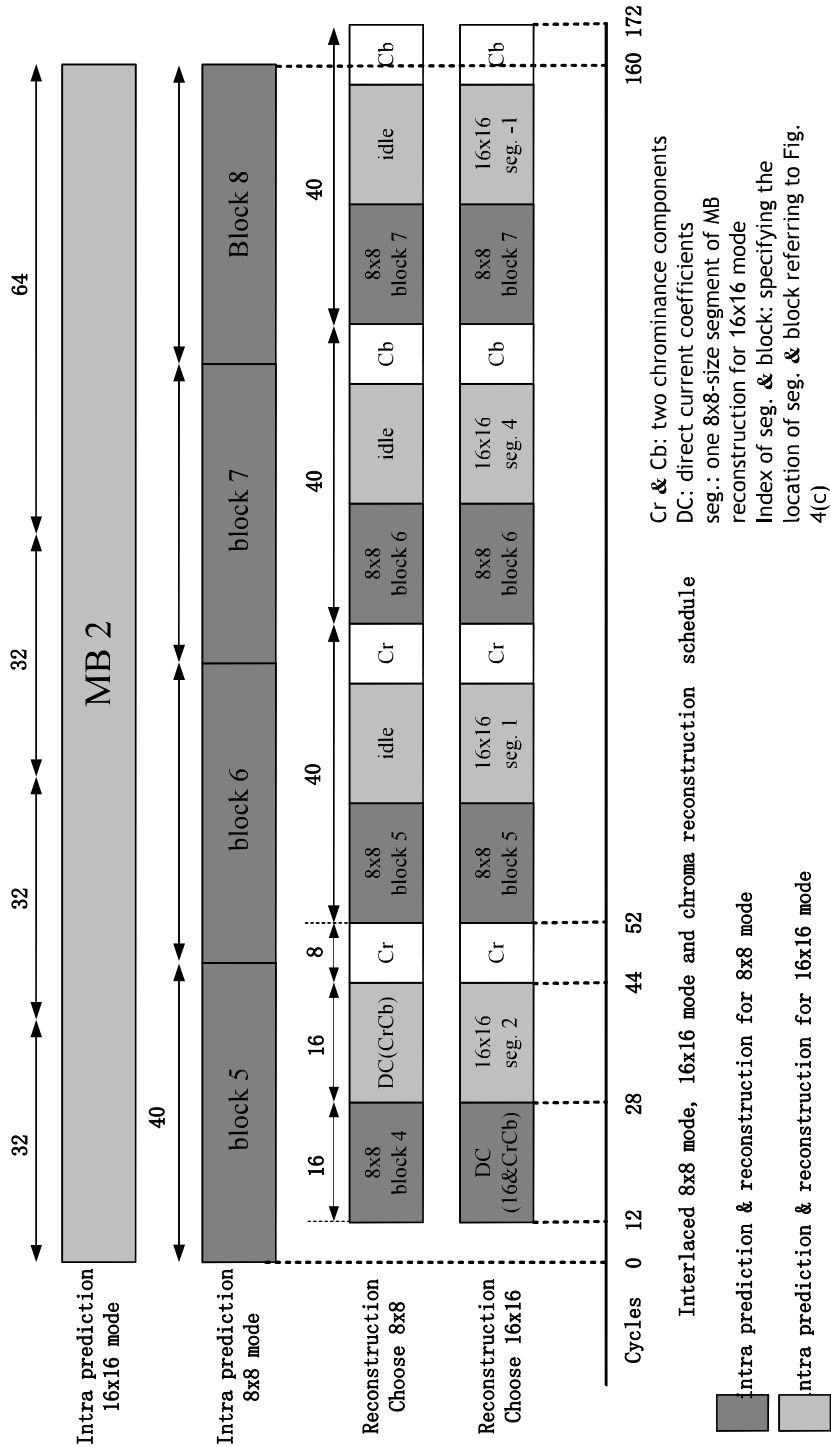 32
32
32
64
Intra prediction
16x16 mode
MB 2
40
Intra prediction
8x8 mode
block 5
block 6
block 7
Block 8
16
16
8
40
40
40
Reconstruction
Choose 8x8
8x8
block 4
DC(CrCb)
Cr
8x8
block 5
idle
Cr
8x8
block 6
idle
Cb
8x8
block 7
idle
Cb
Reconstruction
Choose 16x16
DC
(16&CrCb)
16x16
seg. 2
Cr
8x8
block 5
16x16
seg. 1
Cr
8x8
block 6
16x16
seg. 4
Cb
8x8
block 7
16x16
seg. -1
Cb
Cycles 0 12 28 44 52 160 172
Interlaced 8x8 mode, 16x16 mode and chroma reconstruction schedule
intra prediction & reconstruction for 8x8 mode
ntra prediction & reconstruction for 16x16 mode
Cr & Cb: two chrominance components
DC: direct current coefficients
seg.: one 8x8-size segment of MB
reconstruction for 16x16 mode
Index of seg. & block: specifying the
location of seg. & block referring to Fig.
4(c)